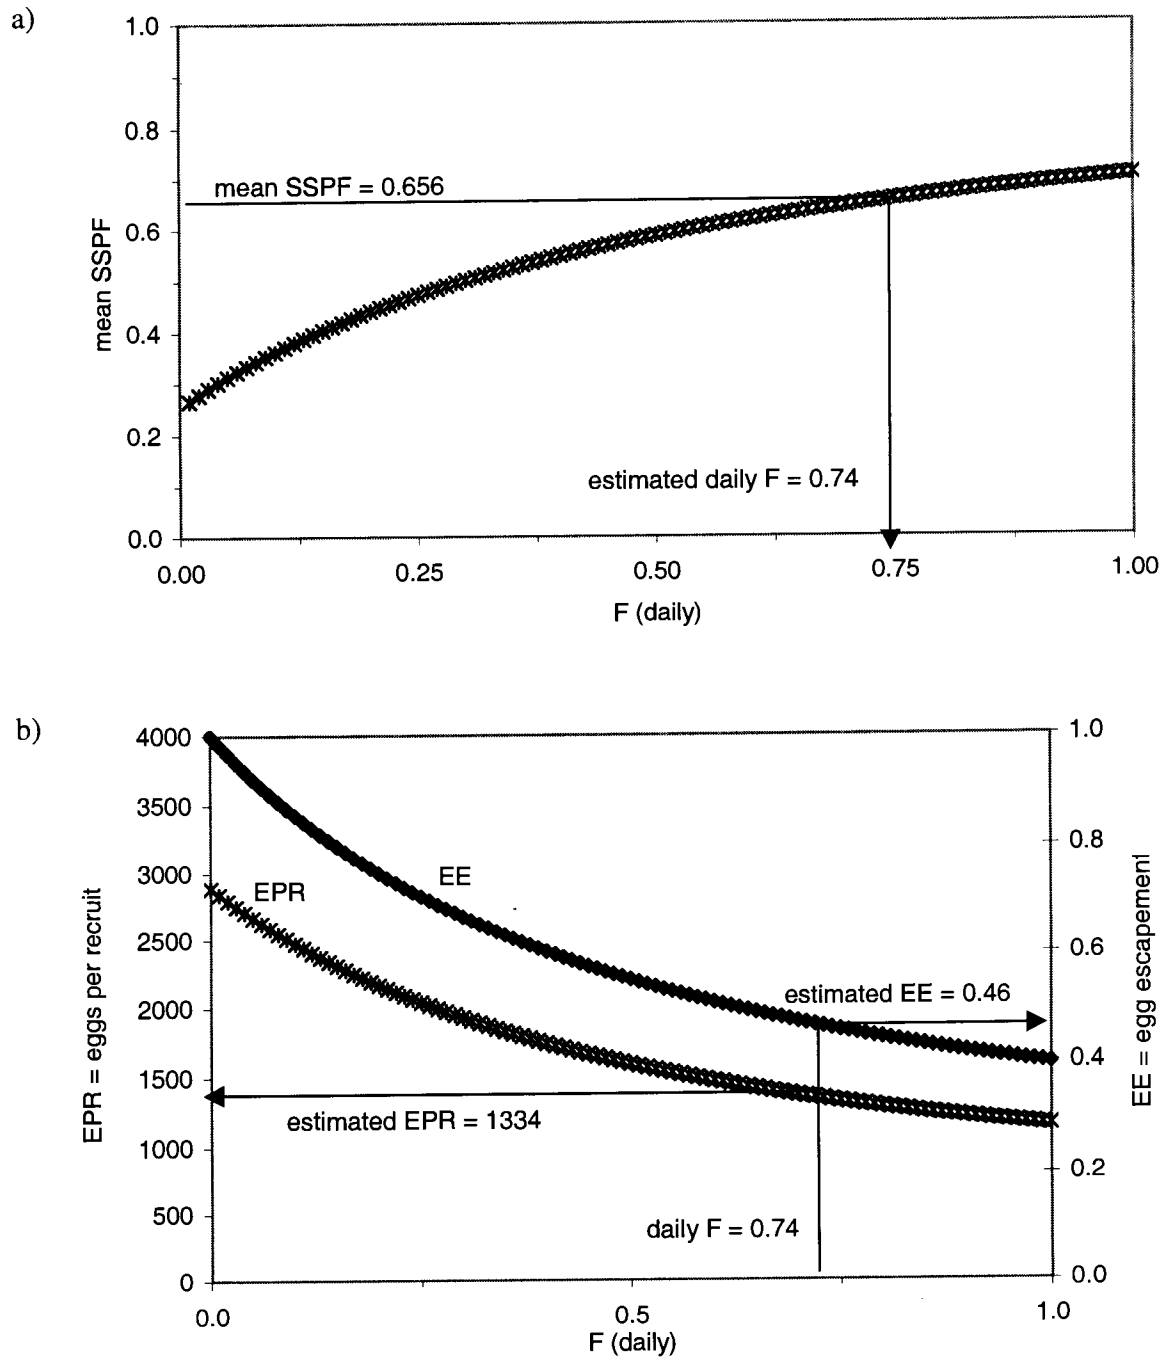 a)
1.0
0.8
mean SSPF = 0.656
0.6
mean SSPF
0.4
0.2
estimated daily F = 0.74
0.0
0.00
0.25
0.50
0.75
1.00
F (daily)
b)
4000
1.0
3500
0.8
3000
EE
EPR
2500
0.6
EPR = eggs per recruit
EE = egg escapement
2000
estimated EE = 0.46
1500
0.4
estimated EPR = 1334
1000
0.2
500
daily F = 0.74
0
0.0
0.0
0.5
1.0
F (daily)